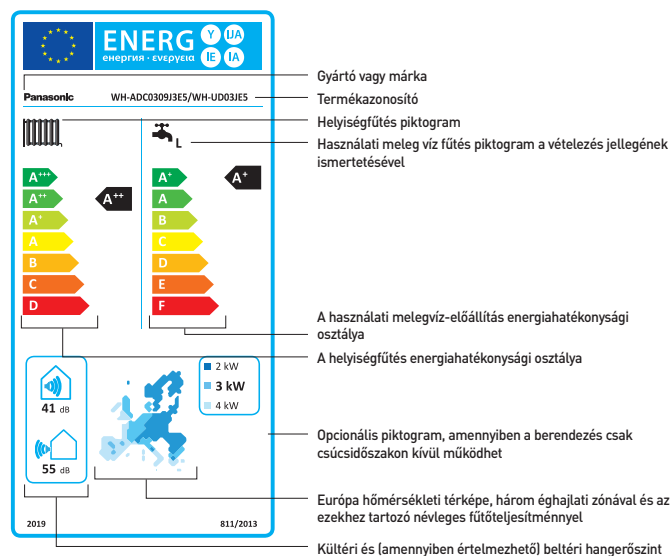 ENERG
енергия · ενεργεια
Y IJA
IE IA
Panasonic
WH-ADC0309J3E5/WH-UD03JE5
L
A+++
A++
A+
A
B
C
D
A++
A+
A
B
C
D
E
F
A+
41 dB
55 dB
2 kW
3 kW
4 kW
2019
811/2013
Gyártó vagy márka
Termékazonosító
Helyiségfűtés piktogram
Használati meleg víz fűtés piktogram a vételezés jellegének
ismertetésével
A használati melegvíz-előállítás energiahatékonysági
osztálya
A helyiségfűtés energiahatékonysági osztálya
Opcionális piktogram, amennyiben a berendezés csak
csúcsidőszakon kívül működhet
Európa hőmérsékleti térképe, három éghajlati zónával és az
ezekhez tartozó névleges fűtőteljesítménnyel
Kültéri és (amennyiben értelmezhető) beltéri hangerőszint